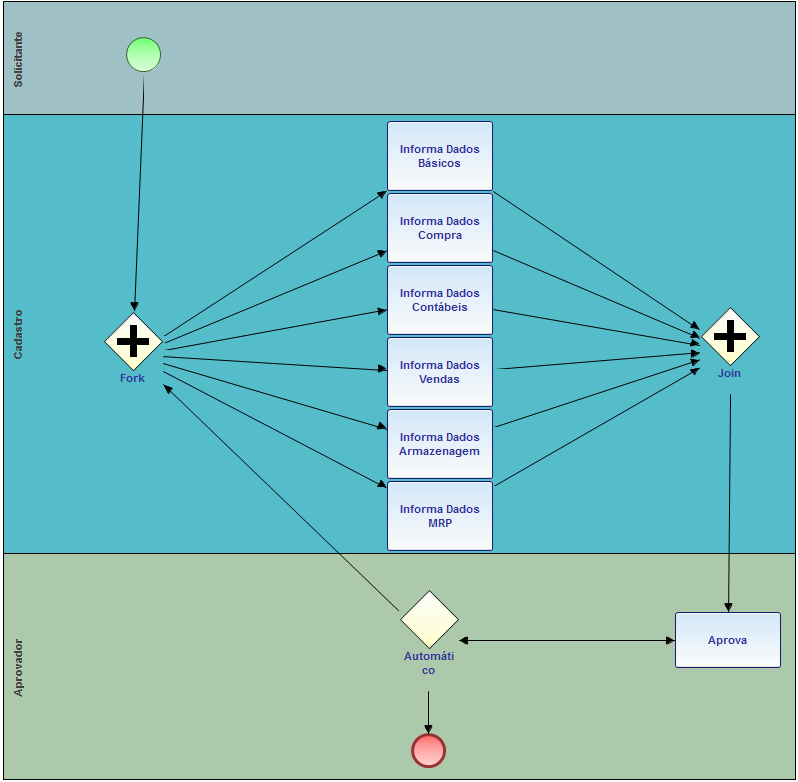 Solicitante
Cadastro
Informa Dados
Básicos
Informa Dados
Compra
Informa Dados
Contábeis
Informa Dados
Vendas
Informa Dados
Armazenagem
Informa Dados
MRP
Fork
Join
Aprovador
Automáti
co
Aprova